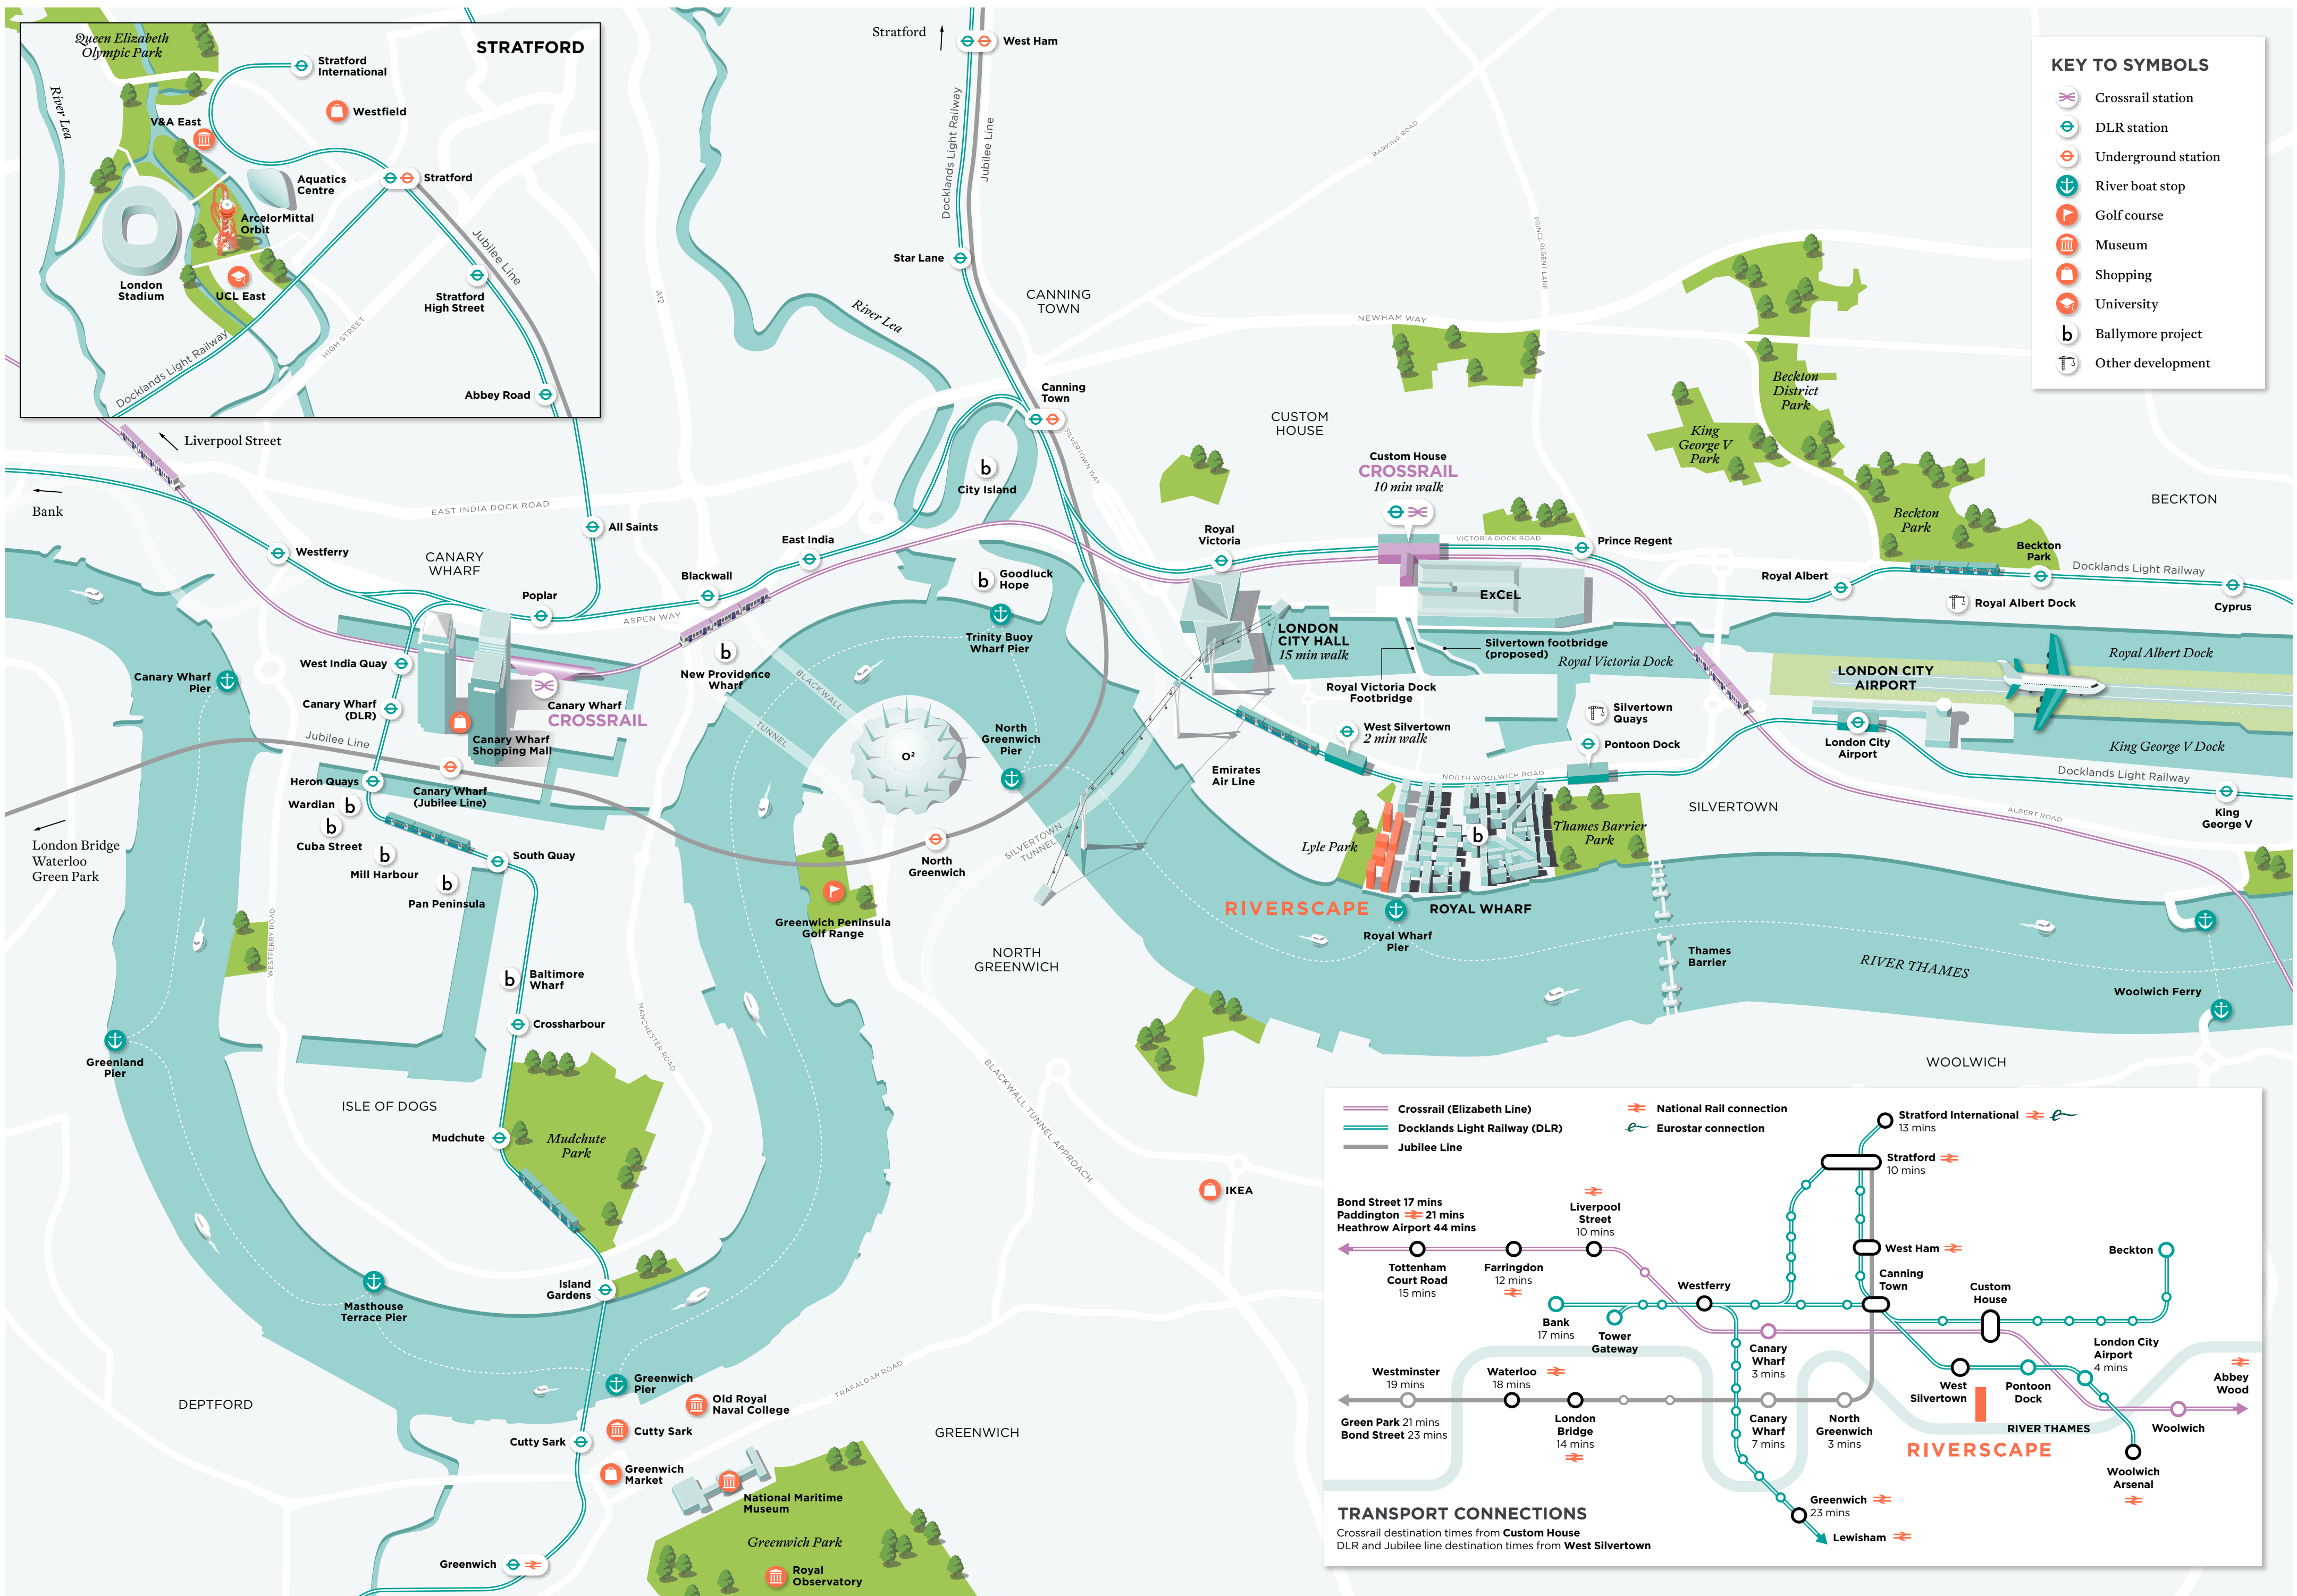 STRATFORD
Queen Elizabeth
Olympic Park
River Lea
Stratford
International
Westfield
V&A East
Aquatics
Centre
Stratford
ArcelorMittal
Orbit
London
Stadium
UCL East
Jubilee Line
Stratford
High Street
HIGH STREET
Docklands Light Railway
Abbey Road
Stratford
West Ham
Docklands Light Railway
Jubilee Line
Star Lane
River Lea
CANNING
TOWN
BARKING ROAD
PRINCE REGENT LANE
NEWHAM WAY
A12
KEY TO SYMBOLS
Crossrail station
DLR station
Underground station
River boat stop
Golf course
Museum
Shopping
University
b
Ballymore project
Other development
Beckton
District
Park
King
George V
Park
Beckton
Park
BECKTON
Liverpool Street
Bank
EAST INDIA DOCK ROAD
Canning
Town
SILVERTOWN WAY
b
City Island
CUSTOM
HOUSE
Custom House
CROSSRAIL
10 min walk
All Saints
Westferry
CANARY
WHARF
East India
Blackwall
Poplar
ASPEN WAY
b
Goodluck
Hope
Trinity Buoy
Wharf Pier
Royal
Victoria
VICTORIA DOCK ROAD
Prince Regent
EXCEL
Royal Albert
Beckton
Park
Docklands Light Railway
Cyprus
Royal Albert Dock
LONDON
CITY HALL
15 min walk
Silvertown footbridge
(proposed)
Royal Victoria Dock
Royal Victoria Dock
Footbridge
LONDON CITY
AIRPORT
Royal Albert Dock
West India Quay
Canary Wharf
Pier
Canary Wharf
(DLR)
Canary Wharf
CROSSRAIL
Canary Wharf
Shopping Mall
b
New Providence
Wharf
BLACKWALL
TUNNEL
Jubilee Line
Heron Quays
Canary Wharf
(Jubilee Line)
O²
North
Greenwich
Pier
Emirates
Air Line
West Silvertown
2 min walk
Silvertown
Quays
Pontoon Dock
NORTH WOOLWICH ROAD
London City
Airport
King George V Dock
Docklands Light Railway
King
George V
ALBERT ROAD
SILVERTOWN
London Bridge
Waterloo
Green Park
Wardian
b
b
Cuba Street
b
Mill Harbour
b
Pan Peninsula
South Quay
North
Greenwich
SILVERTOWN
TUNNEL
Greenwich Peninsula
Golf Range
Lyle Park
b
Thames Barrier
Park
RIVERSCAPE
ROYAL WHARF
Royal Wharf
Pier
Thames
Barrier
RIVER THAMES
Woolwich Ferry
WOOLWICH
NORTH
GREENWICH
WESTFERRY ROAD
b
Baltimore
Wharf
Crossharbour
MANCHESTER ROAD
Greenland
Pier
ISLE OF DOGS
Mudchute
Mudchute
Park
BLACKWALL TUNNEL APPROACH
IKEA
Island
Gardens
Masthouse
Terrace Pier
Greenwich
Pier
Old Royal
Naval College
Cutty Sark
Cutty Sark
TRAFALGAR ROAD
DEPTFORD
GREENWICH
Greenwich
Market
National Maritime
Museum
Greenwich Park
Royal
Observatory
Greenwich
Crossrail (Elizabeth Line)
Docklands Light Railway (DLR)
Jubilee Line
National Rail connection
Eurostar connection
Stratford International
13 mins
Stratford
10 mins
Bond Street 17 mins
Paddington 21 mins
Heathrow Airport 44 mins
Liverpool
Street
10 mins
West Ham
Beckton
Tottenham
Court Road
15 mins
Farringdon
12 mins
Westferry
Canning
Town
Custom
House
Bank
17 mins
Tower
Gateway
Canary
Wharf
3 mins
London City
Airport
4 mins
Westminster
19 mins
Waterloo
18 mins
West
Silvertown
Pontoon
Dock
Abbey
Wood
Green Park 21 mins
Bond Street 23 mins
London
Bridge
14 mins
Canary
Wharf
7 mins
North
Greenwich
3 mins
RIVER THAMES
Woolwich
RIVERSCAPE
Woolwich
Arsenal
Greenwich
23 mins
Lewisham
TRANSPORT CONNECTIONS
Crossrail destination times from Custom House
DLR and Jubilee line destination times from West Silvertown